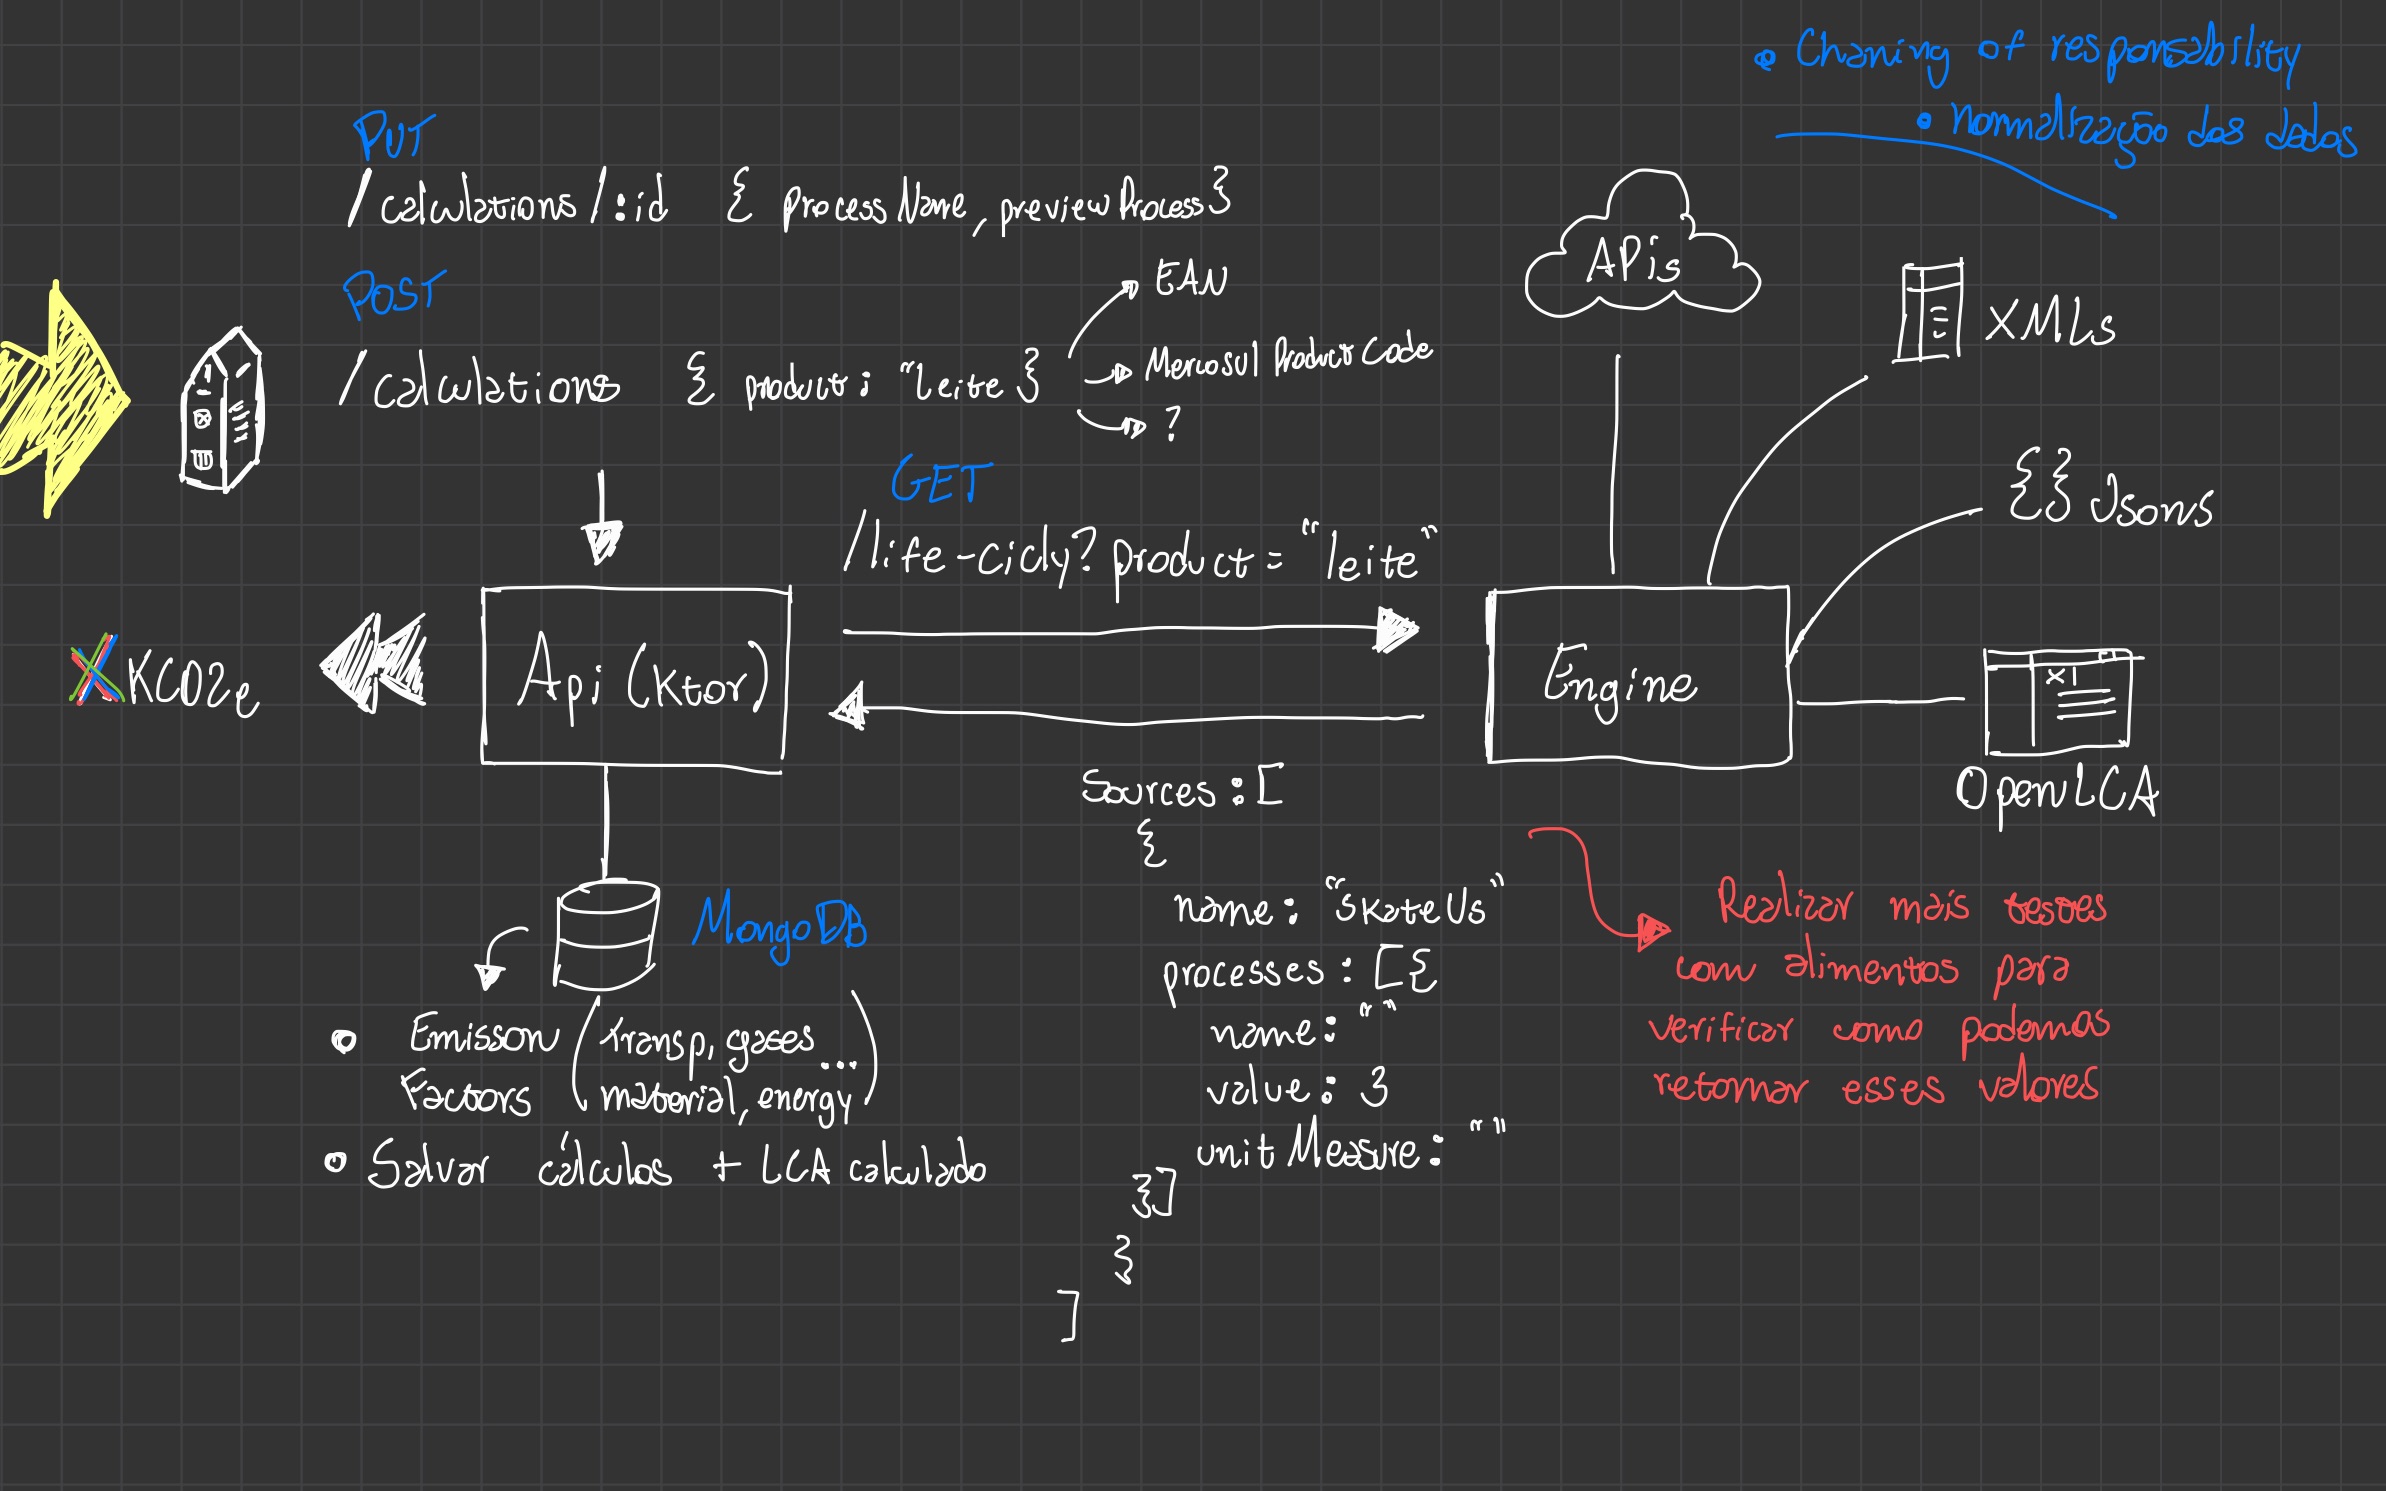 Chaning of responsability
Normalização dos dados
PUT
/calculations/:id { processName, previewProcess}
POST
/calculations { product: "leite }
EAN
Mercosul Product Code
?
APis
XMLs
{} Jsons
GET
/life-cicly? product = "leite"
X KCO2e
Api (Ktor)
Engine
OpenLCA
Sources: [
{
name: "SkateUs"
processes: [{
name: ""
value: 3
unitMeasure: ""
}]
}
]
MongoDB
Emisson (transp, gases ...
Factors material, energy)
Salvar cálculos + LCA calculado
Realizar mais testes
com alimentos para
verificar como podemos
retornar esses valores